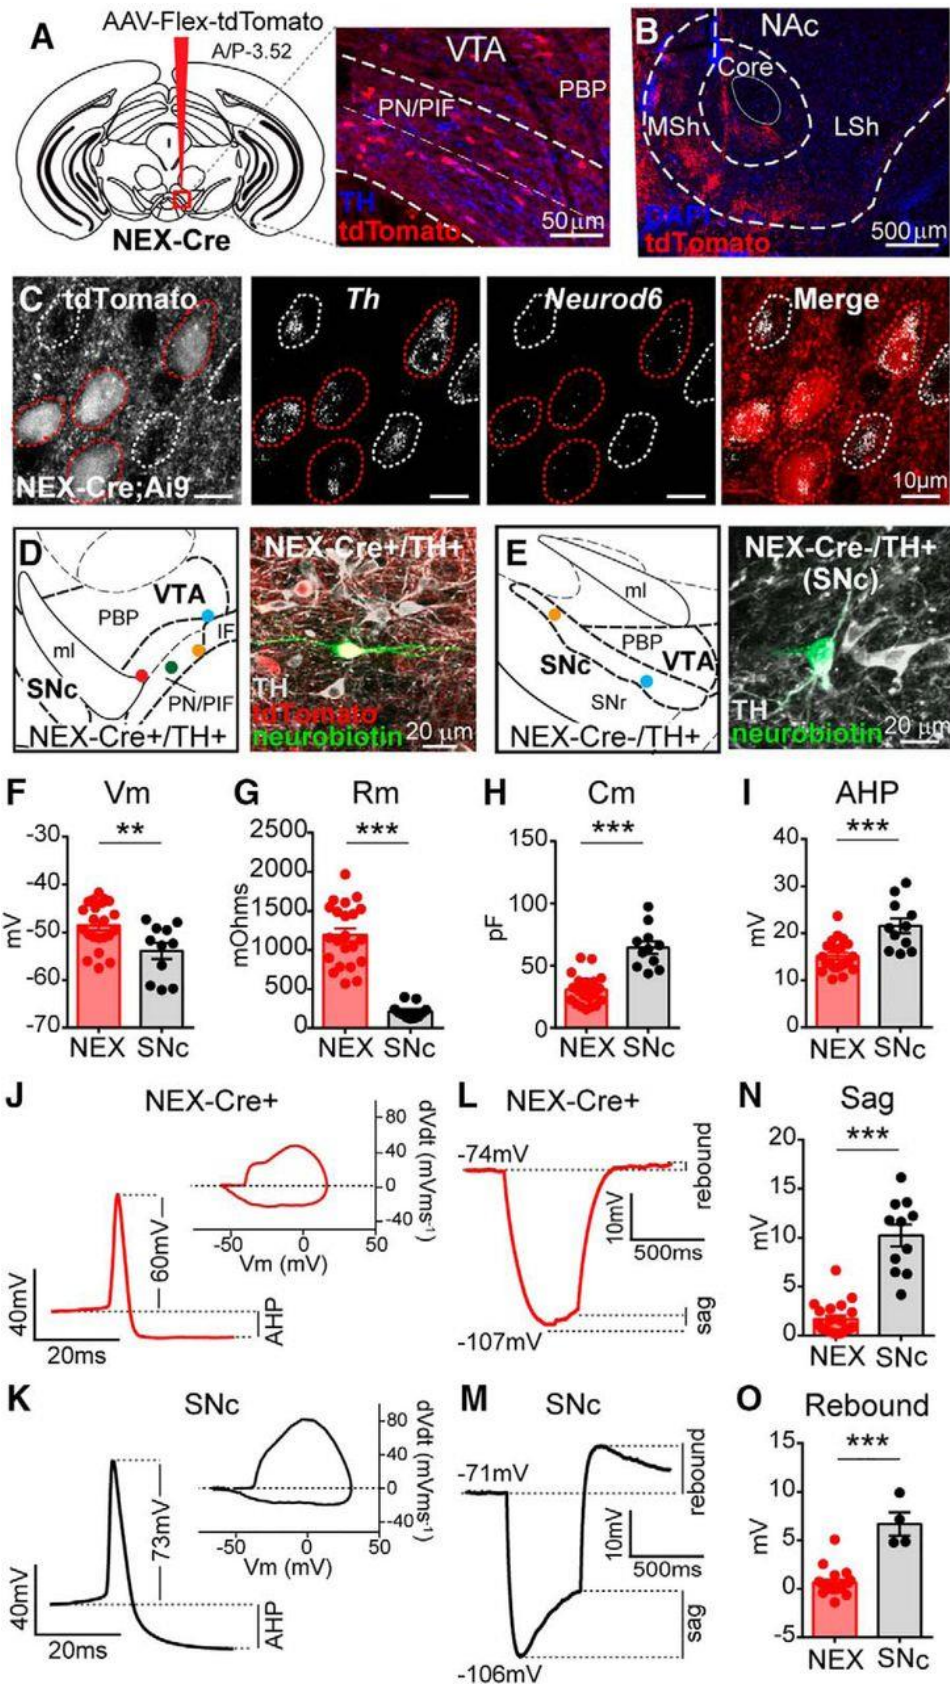 A
AAV-Flex-tdTomato
A/P-3.52
NEX-Cre
VTA
PBP
PN/PIF
TH
tdTomato
50μm
B
NAc
Core
MSh
LSh
DAPI
tdTomato
500μm
C
tdTomato
Th
Neurod6
Merge
NEX-Cre;Ai9
10μm
D
VTA
PBP
IF
ml
SNc
PN/PIF
NEX-Cre+/TH+
NEX-Cre+/TH+
TH
tdTomato
neurobiotin
20 μm
E
ml
PBP
SNc
VTA
SNr
NEX-Cre-/TH+
NEX-Cre-/TH+
(SNc)
TH
neurobiotin
20 μm
F
Vm
**
-30
-40
-50
-60
-70
mV
NEX
SNc
G
Rm
***
2500
2000
1500
1000
500
0
mOhms
NEX
SNc
H
Cm
***
150
100
50
0
pF
NEX
SNc
I
AHP
***
40
30
20
10
0
mV
NEX
SNc
J
NEX-Cre+
80
40
0
-40
dVdt (mVms⁻¹)
-50
0
50
Vm (mV)
60mV
AHP
40mV
20ms
L
NEX-Cre+
-74mV
rebound
10mV
500ms
sag
-107mV
N
Sag
***
20
15
10
5
0
mV
NEX
SNc
K
SNc
80
40
0
-40
dVdt (mVms⁻¹)
-50
0
50
Vm (mV)
73mV
AHP
40mV
20ms
M
SNc
-71mV
rebound
10mV
500ms
sag
-106mV
O
Rebound
***
15
10
5
0
-5
mV
NEX
SNc